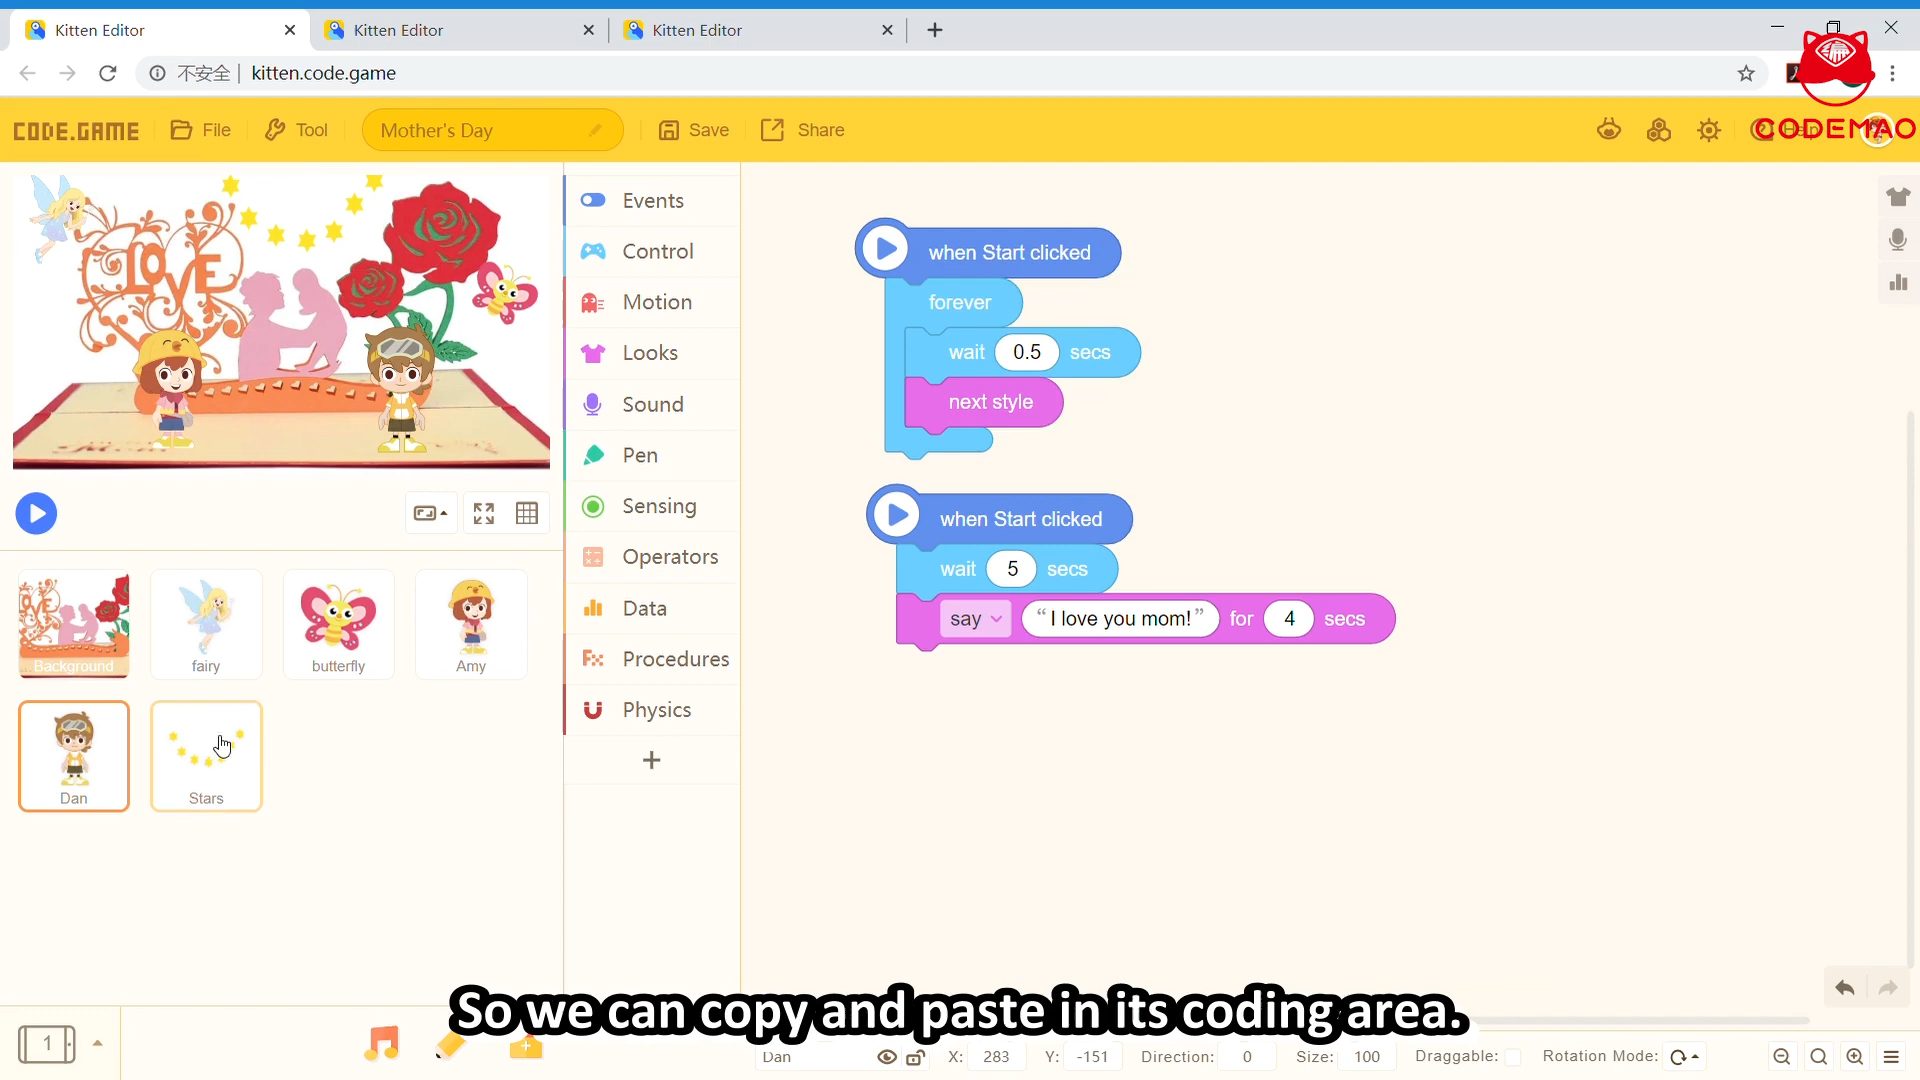 Kitten Editor
Kitten Editor
Kitten Editor
不安全
kitten.code.game
CODE.GAME
File
Tool
Mother's Day
Save
Share
CODEMAO
LOVE
Events
Control
Motion
Looks
Sound
Pen
Sensing
Operators
Data
Procedures
Physics
when Start clicked
forever
wait 0.5 secs
next style
when Start clicked
wait 5 secs
say “I love you mom!” for 4 secs
Background
fairy
butterfly
Amy
Dan
Stars
So we can copy and paste in its coding area.
1
Dan
X: 283
Y: -151
Direction: 0
Size: 100
Draggable:
Rotation Mode: